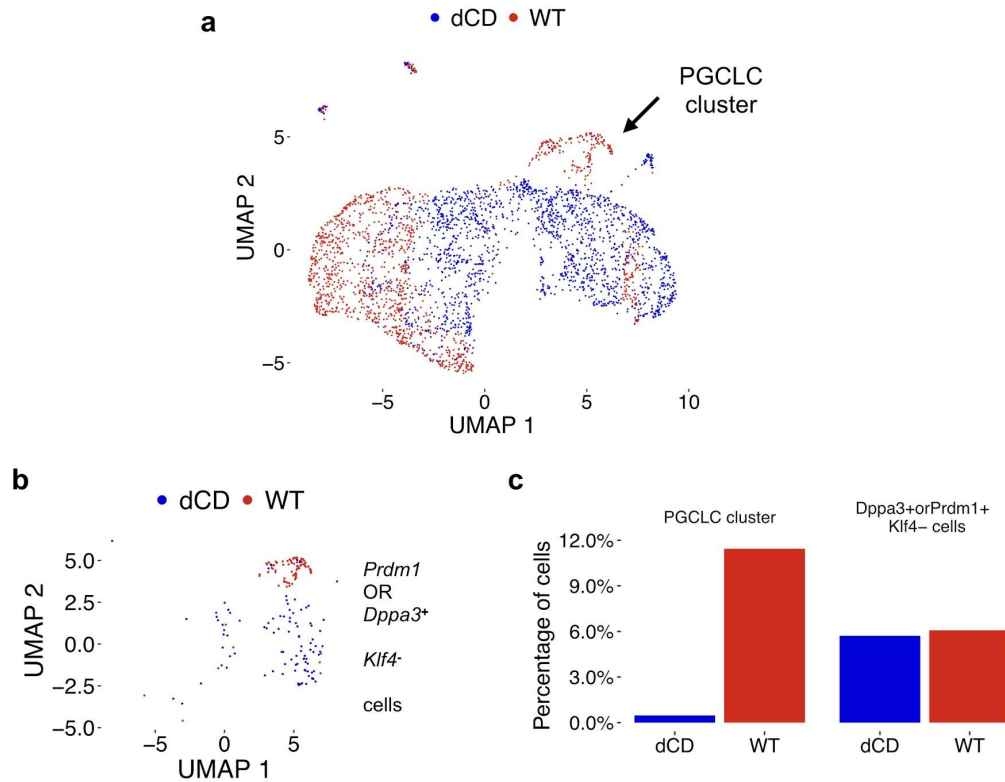 a
dCD WT
PGCLC
cluster
5
0
−5
UMAP 2
−5 0 5 10
UMAP 1
b
dCD WT
5.0
2.5
0.0
−2.5
−5.0
UMAP 2
−5 0 5
UMAP 1
Prdm1
OR
Dppa3+
Klf4-
cells
c
PGCLC cluster
Dppa3+orPrdm1+
Klf4− cells
12.0%
9.0%
6.0%
3.0%
0.0%
Percentage of cells
dCD WT dCD WT